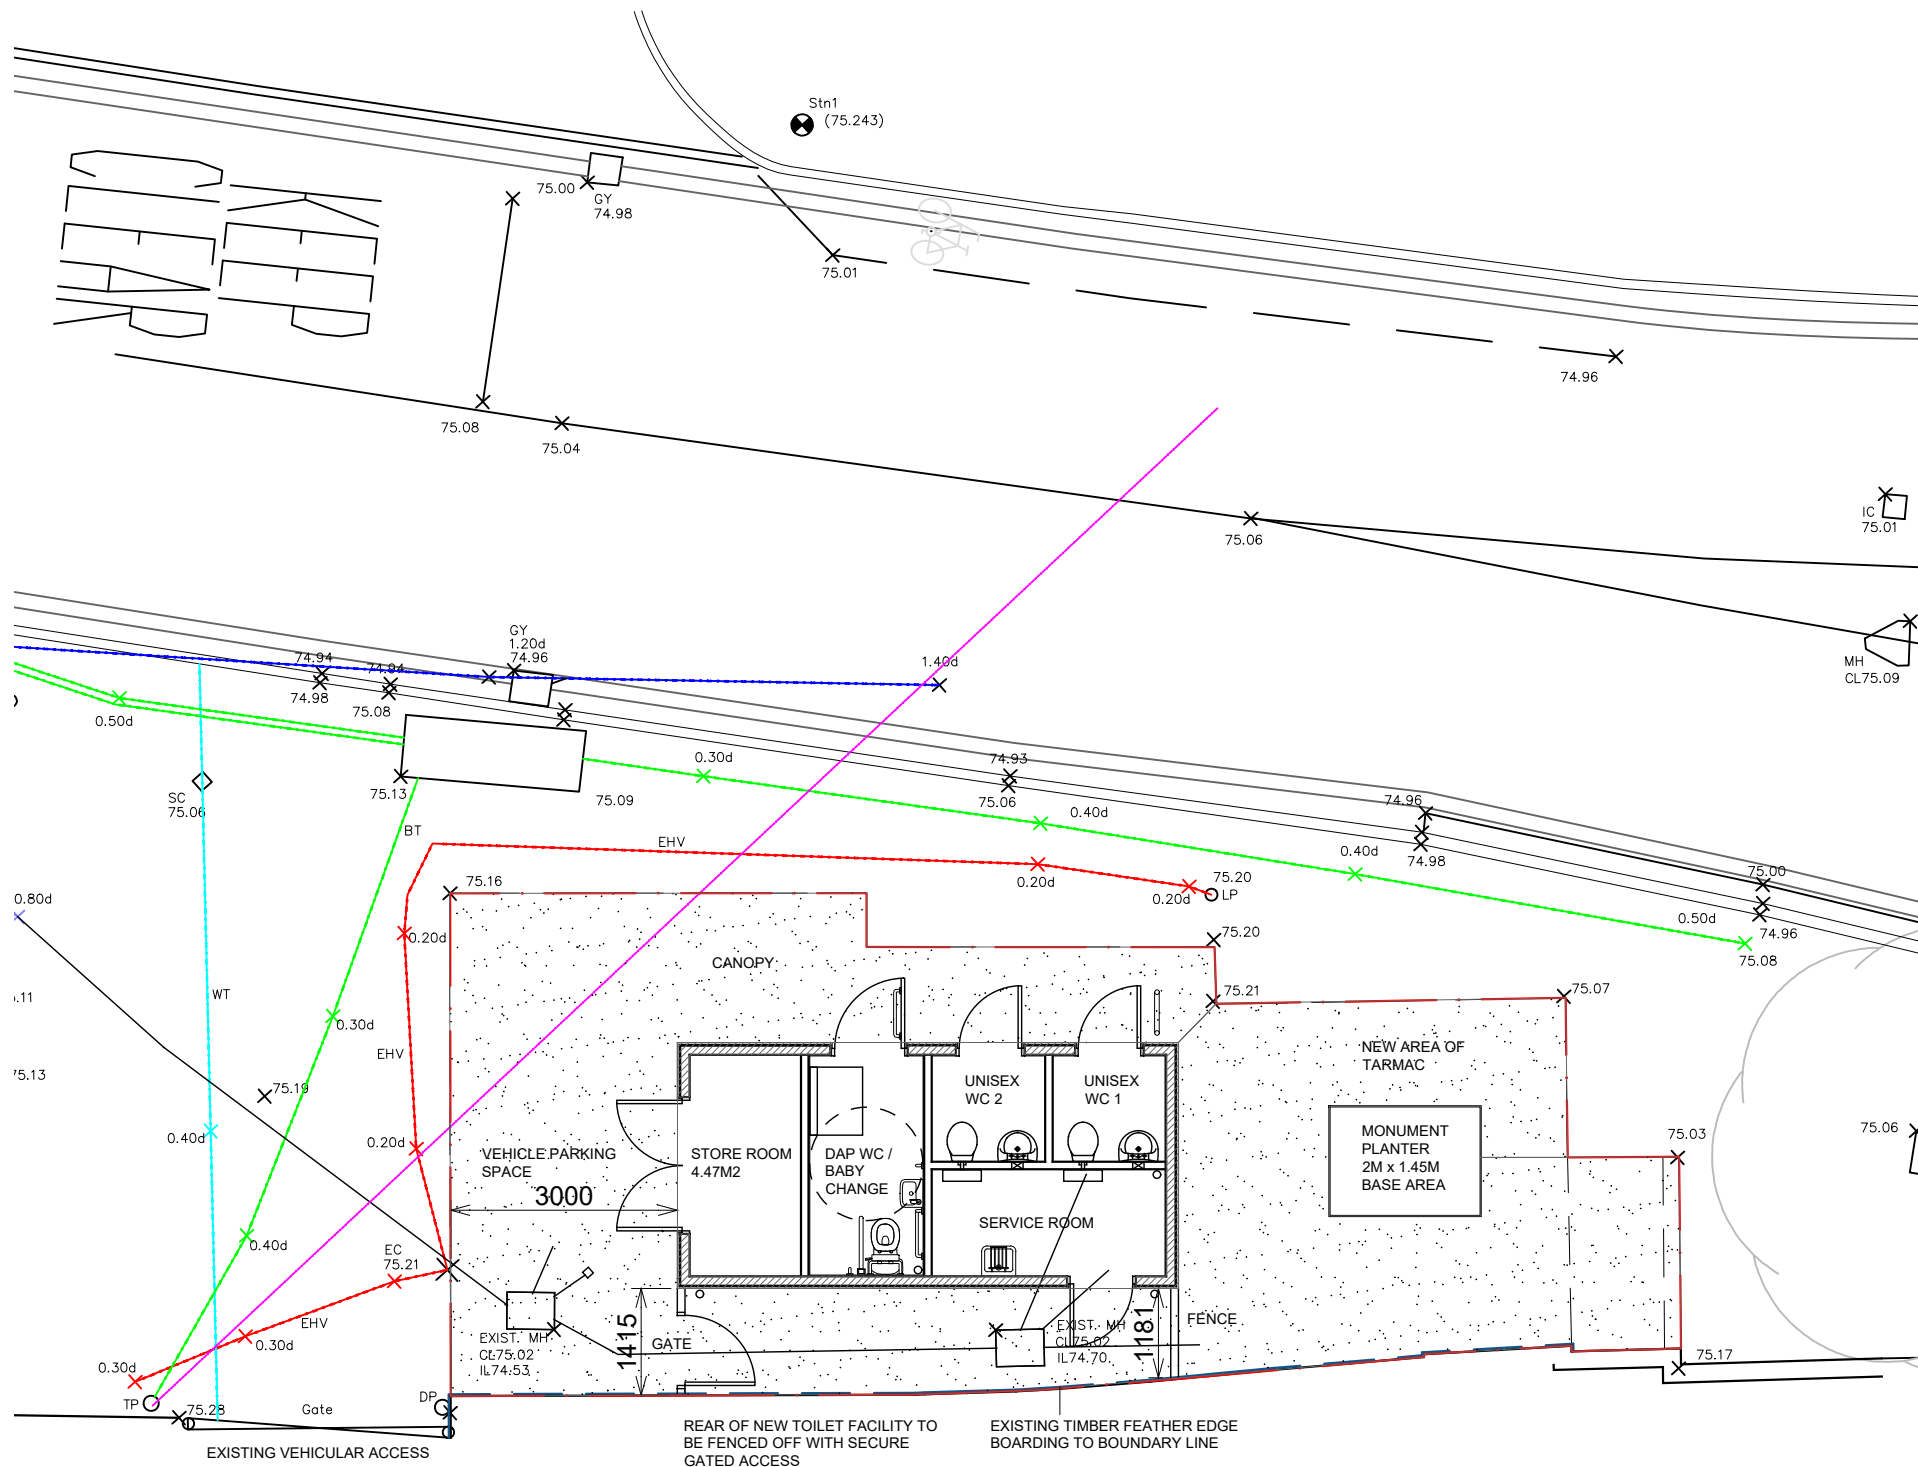 Stn1
(75.243)
75.00
GY
74.98
75.01
74.96
75.08
75.04
75.06
IC
75.01
MH
CL75.09
GY
1.20d
74.96
74.94
74.94
74.98
75.08
1.40d
0.50d
0.30d
74.93
75.13
75.09
75.06
0.40d
74.96
SC
75.06
BT
EHV
0.40d
74.98
75.00
75.16
0.20d
75.20
0.20d
LP
0.80d
0.50d
74.96
0.20d
75.20
75.08
CANOPY
WT
75.21
75.07
0.30d
EHV
NEW AREA OF
TARMAC
75.13
75.19
UNISEX
WC 2
UNISEX
WC 1
0.40d
0.20d
VEHICLE PARKING
SPACE
STORE ROOM
4.47M2
DAP WC /
BABY
CHANGE
MONUMENT
PLANTER
2M x 1.45M
BASE AREA
75.03
75.06
3000
SERVICE ROOM
0.40d
EC
75.21
EHV
0.30d
EXIST. MH
CL75.02
IL74.53
1415
GATE
EXIST. MH
CL75.02
IL74.70
1181
FENCE
0.30d
75.17
TP
75.28
Gate
DP
EXISTING VEHICULAR ACCESS
REAR OF NEW TOILET FACILITY TO
BE FENCED OFF WITH SECURE
GATED ACCESS
EXISTING TIMBER FEATHER EDGE
BOARDING TO BOUNDARY LINE